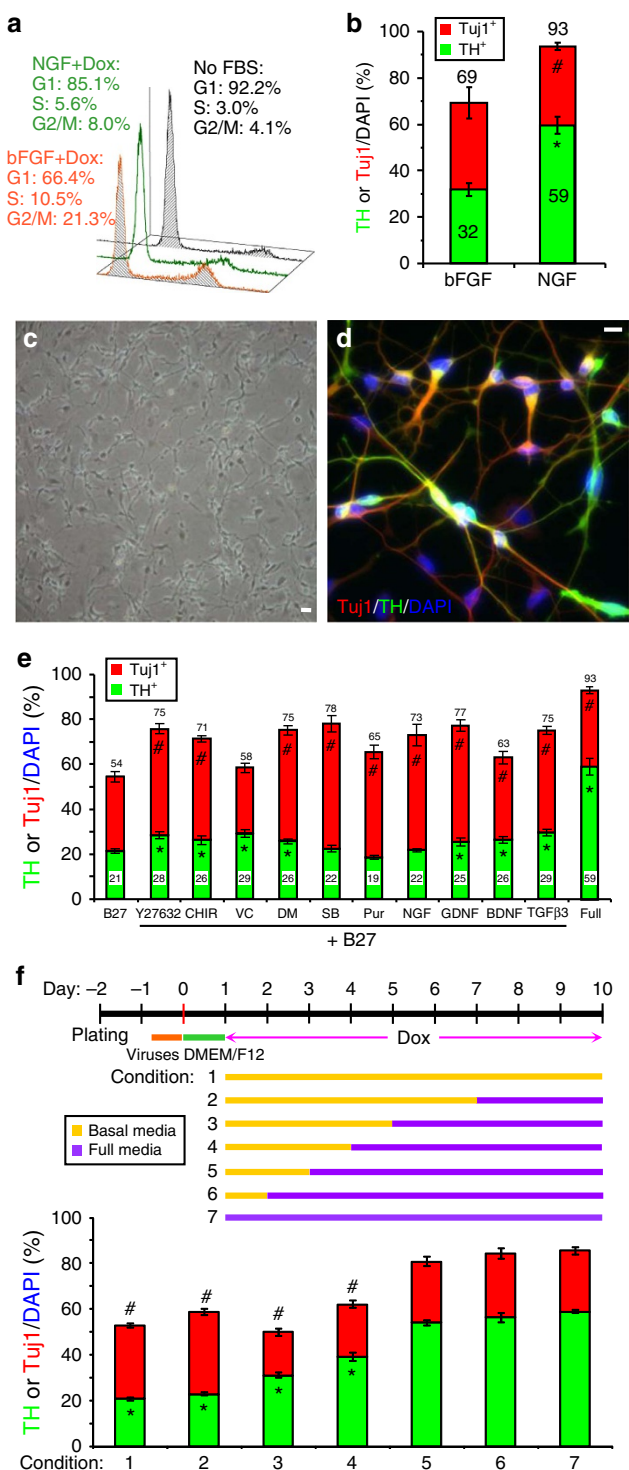 a
NGF+Dox:
G1: 85.1%
S: 5.6%
G2/M: 8.0%
No FBS:
G1: 92.2%
S: 3.0%
G2/M: 4.1%
bFGF+Dox:
G1: 66.4%
S: 10.5%
G2/M: 21.3%
b
Tuj1+
TH+
TH or Tuj1/DAPI (%)
100
80
60
40
20
0
69
93
#
*
32
59
bFGF
NGF
c
d
Tuj1/TH/DAPI
e
Tuj1+
TH+
TH or Tuj1/DAPI (%)
100
80
60
40
20
0
54 75 71 58 75 78 65 73 77 63 75 93
# # # # # # # # # #
* * * * * * * *
21 28 26 29 26 22 19 22 25 26 29 59
B27 Y27632 CHIR VC DM SB Pur NGF GDNF BDNF TGFβ3 Full
+ B27
f
Day: –2 –1 0 1 2 3 4 5 6 7 8 9 10
Plating
Dox
Viruses DMEM/F12
Condition: 1
2
3
4
5
6
7
Basal media
Full media
TH or Tuj1/DAPI (%)
100
80
60
40
20
0
# # # #
* * * *
Condition: 1 2 3 4 5 6 7